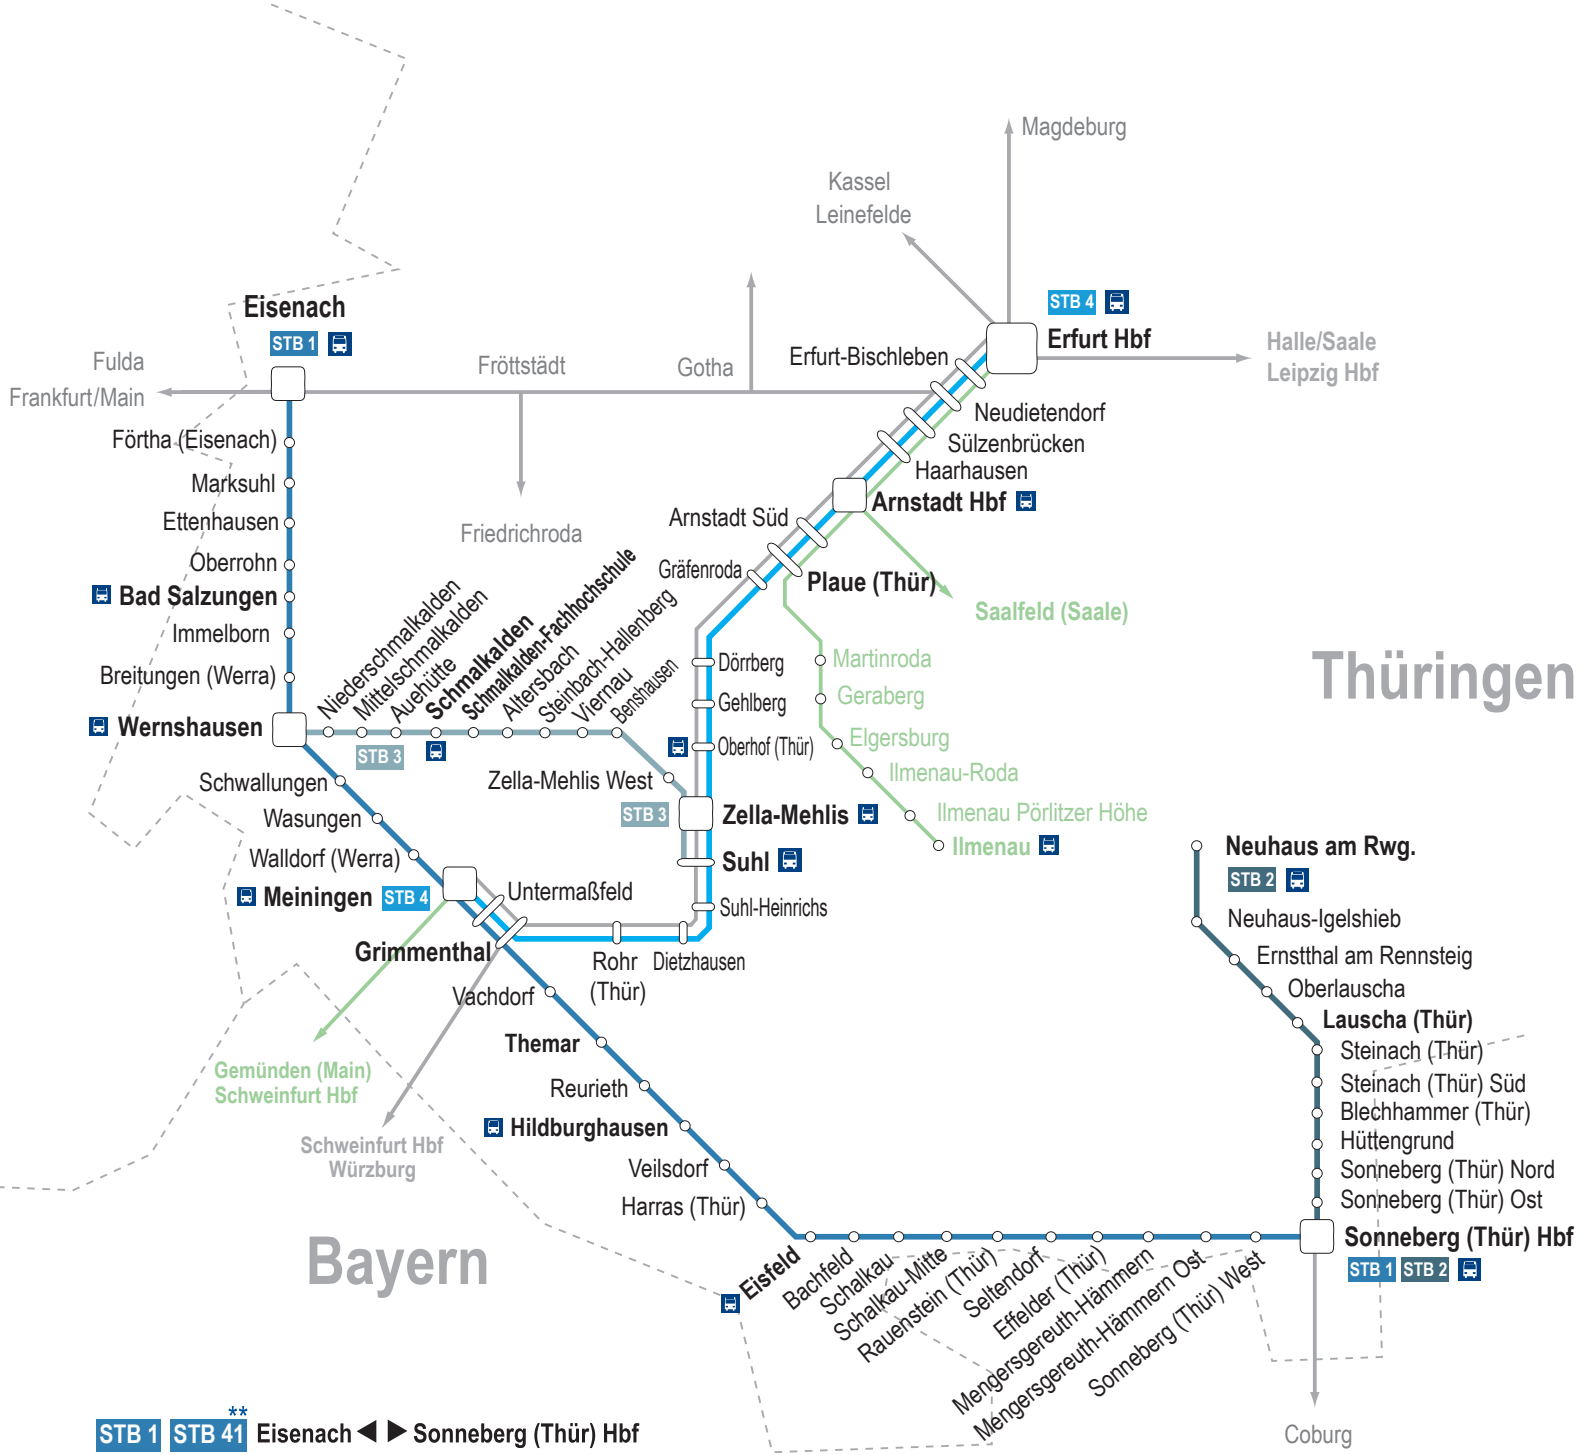 Magdeburg
Kassel
Leinefelde
Eisenach
STB 1
STB 4
Erfurt Hbf
Halle/Saale
Leipzig Hbf
Fulda
Frankfurt/Main
Fröttstädt
Gotha
Erfurt-Bischleben
Neudietendorf
Sülzenbrücken
Haarhausen
Arnstadt Hbf
Förtha (Eisenach)
Marksuhl
Ettenhausen
Oberrohn
Bad Salzungen
Immelborn
Breitungen (Werra)
Wernshausen
Friedrichroda
Arnstadt Süd
Gräfenroda
Plaue (Thür)
Saalfeld (Saale)
Niederschmalkalden
Mittelschmalkalden
Auehütte
Schmalkalden
Schmalkalden-Fachhochschule
Altersbach
Steinbach-Hallenberg
Viernau
Benshausen
STB 3
Zella-Mehlis West
STB 3
Zella-Mehlis
Dörrberg
Gehlberg
Oberhof (Thür)
Martinroda
Geraberg
Elgersburg
Ilmenau-Roda
Ilmenau Pörlitzer Höhe
Ilmenau
Thüringen
Schwallungen
Wasungen
Walldorf (Werra)
Meiningen
STB 4
Untermaßfeld
Grimmenthal
Suhl
Suhl-Heinrichs
Rohr
(Thür)
Dietzhausen
Vachdorf
Themar
Reurieth
Hildburghausen
Veilsdorf
Harras (Thür)
Gemünden (Main)
Schweinfurt Hbf
Schweinfurt Hbf
Würzburg
Bayern
Neuhaus am Rwg.
STB 2
Neuhaus-Igelshieb
Ernstthal am Rennsteig
Oberlauscha
Lauscha (Thür)
Steinach (Thür)
Steinach (Thür) Süd
Blechhammer (Thür)
Hüttengrund
Sonneberg (Thür) Nord
Sonneberg (Thür) Ost
Sonneberg (Thür) Hbf
STB 1
STB 2
Eisfeld
Bachfeld
Schalkau
Schalkau-Mitte
Rauenstein (Thür)
Seltendorf
Effelder (Thür)
Mengersgereuth-Hämmern
Mengersgereuth-Hämmern Ost
Sonneberg (Thür) West
Coburg
STB 1 STB 41** Eisenach ◀ ▶ Sonneberg (Thür) Hbf